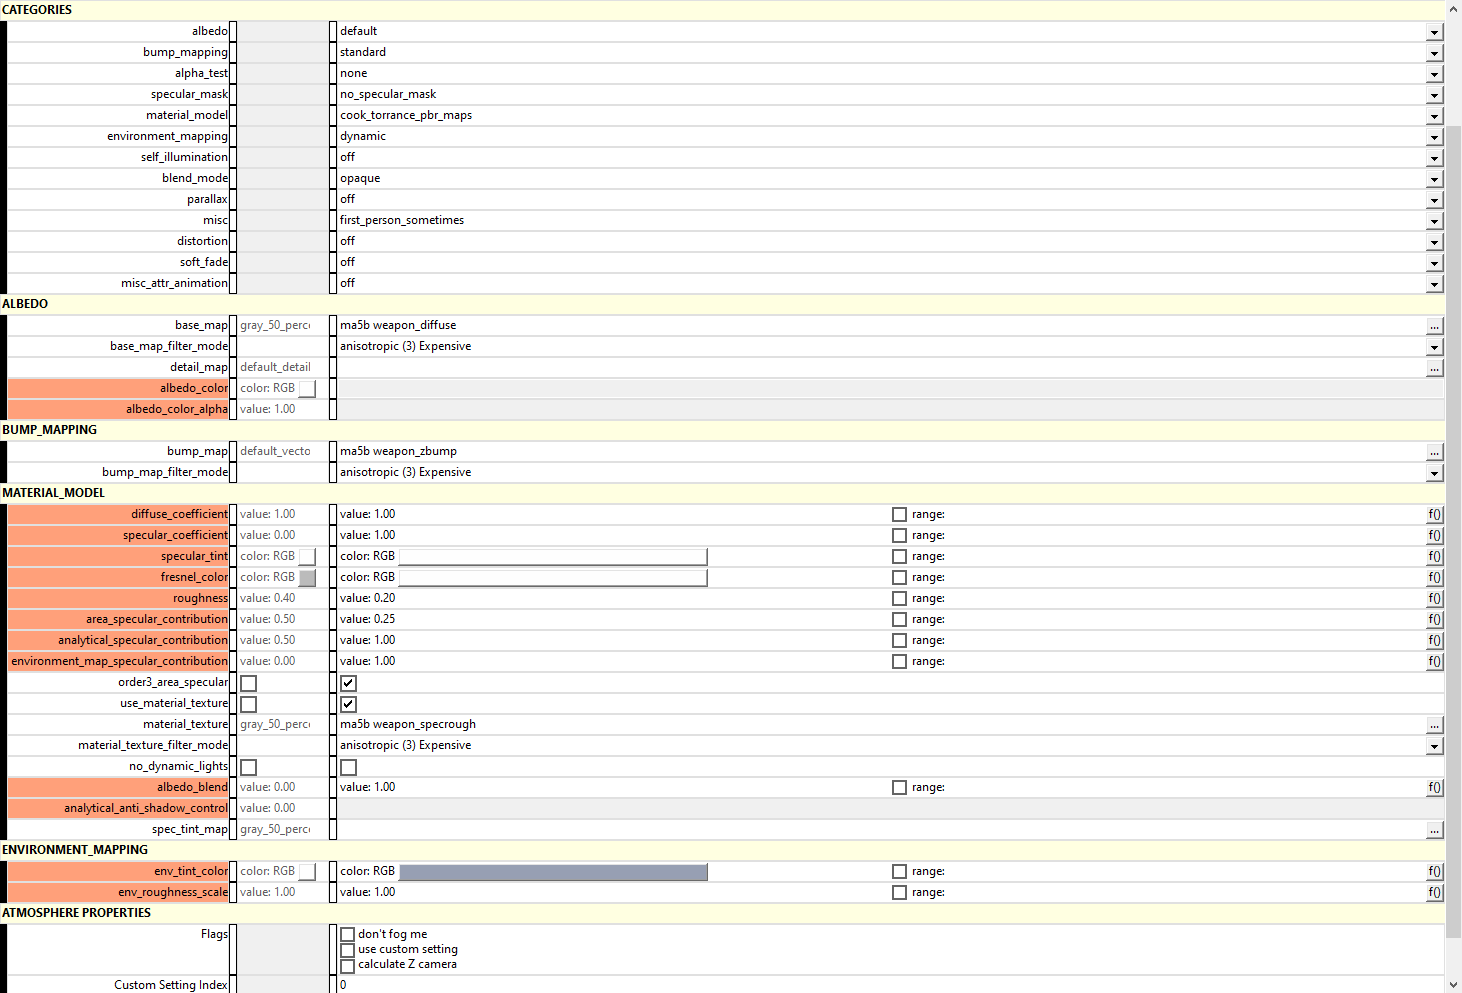 CATEGORIES
albedo default
bump_mapping standard
alpha_test none
specular_mask no_specular_mask
material_model cook_torrance_pbr_maps
environment_mapping dynamic
self_illumination off
blend_mode opaque
parallax off
misc first_person_sometimes
distortion off
soft_fade off
misc_attr_animation off
ALBEDO
base_map gray_50_perc ma5b weapon_diffuse ...
base_map_filter_mode anisotropic (3) Expensive
detail_map default_detail ...
albedo_color color: RGB
albedo_color_alpha value: 1.00
BUMP_MAPPING
bump_map default_vecto ma5b weapon_zbump ...
bump_map_filter_mode anisotropic (3) Expensive
MATERIAL_MODEL
diffuse_coefficient value: 1.00 value: 1.00 range: f()
specular_coefficient value: 0.00 value: 1.00 range: f()
specular_tint color: RGB color: RGB range: f()
fresnel_color color: RGB color: RGB range: f()
roughness value: 0.40 value: 0.20 range: f()
area_specular_contribution value: 0.50 value: 0.25 range: f()
analytical_specular_contribution value: 0.50 value: 1.00 range: f()
environment_map_specular_contribution value: 0.00 value: 1.00 range: f()
order3_area_specular
use_material_texture
material_texture gray_50_perc ma5b weapon_specrough ...
material_texture_filter_mode anisotropic (3) Expensive
no_dynamic_lights
albedo_blend value: 0.00 value: 1.00 range: f()
analytical_anti_shadow_control value: 0.00
spec_tint_map gray_50_perc ...
ENVIRONMENT_MAPPING
env_tint_color color: RGB color: RGB range: f()
env_roughness_scale value: 1.00 value: 1.00 range: f()
ATMOSPHERE PROPERTIES
Flags don't fog me
use custom setting
calculate Z camera
Custom Setting Index 0